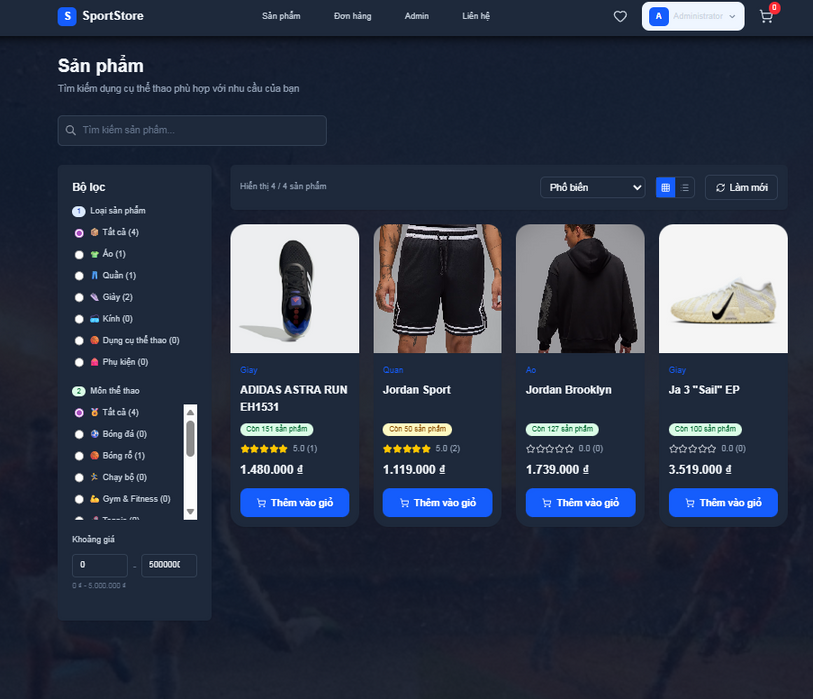 S SportStore
Sản phẩm
Đơn hàng
Admin
Liên hệ
A Administrator
0
Sản phẩm
Tìm kiếm dụng cụ thể thao phù hợp với nhu cầu của bạn
Tìm kiếm sản phẩm...
Bộ lọc
1 Loại sản phẩm
Tất cả (4)
Áo (1)
Quần (1)
Giày (2)
Kính (0)
Dụng cụ thể thao (0)
Phụ kiện (0)
2 Môn thể thao
Tất cả (4)
Bóng đá (0)
Bóng rổ (1)
Chạy bộ (0)
Gym & Fitness (0)
Tennis (0)
Khoảng giá
0 - 5000000
0 ₫ - 5.000.000 ₫
Hiển thị 4 / 4 sản phẩm
Phổ biến
Làm mới
Giay
ADIDAS ASTRA RUN
EH1531
Còn 151 sản phẩm
5.0 (1)
1.480.000 ₫
Thêm vào giỏ
Quan
Jordan Sport
Còn 50 sản phẩm
5.0 (2)
1.119.000 ₫
Thêm vào giỏ
Ao
Jordan Brooklyn
Còn 127 sản phẩm
0.0 (0)
1.739.000 ₫
Thêm vào giỏ
Giay
Ja 3 "Sail" EP
Còn 100 sản phẩm
0.0 (0)
3.519.000 ₫
Thêm vào giỏ